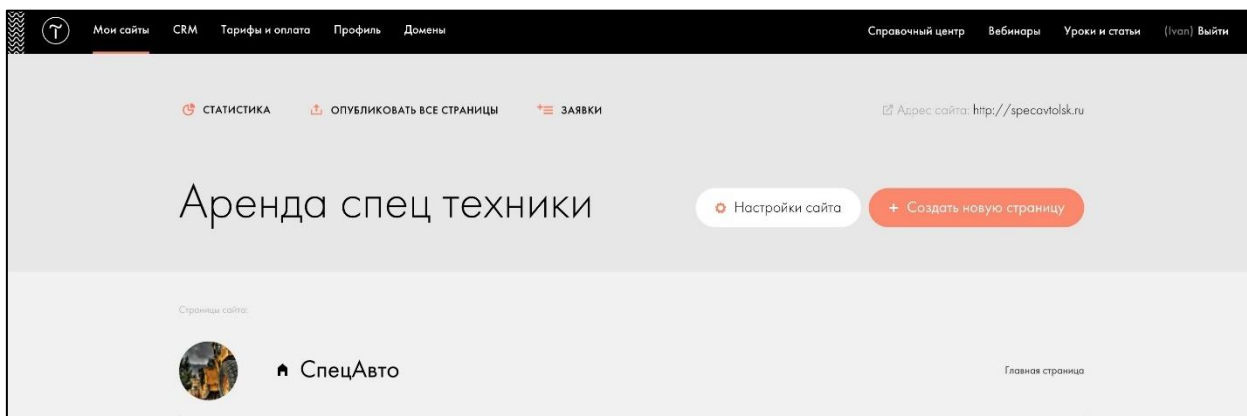 Мои сайты CRM Тарифы и оплата Профиль Домены Справочный центр Вебинары Уроки и статьи (Ivan) Выйти
СТАТИСТИКА ОПУБЛИКОВАТЬ ВСЕ СТРАНИЦЫ ЗАЯВКИ Адрес сайта: http://specavtolsk.ru
Аренда спец техники Настройки сайта + Создать новую страницу
Страницы сайта:
СпецАвто Главная страница